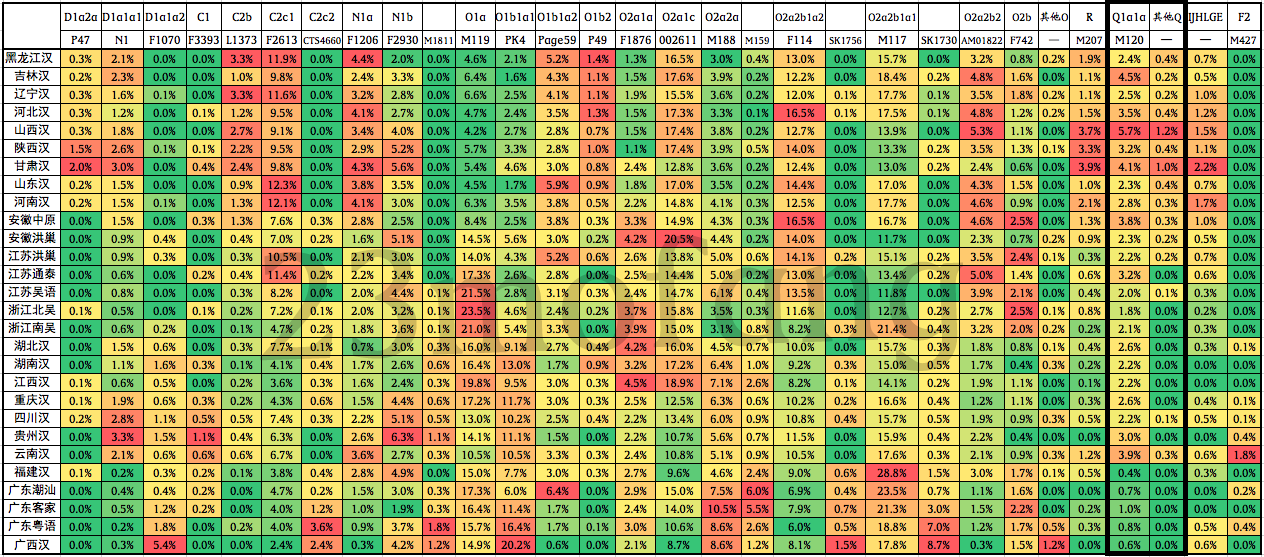 D1a2a D1a1a1 D1a1a2 C1 C2b C2c1 C2c2 N1a N1b O1a O1b1a1 O1b1a2 O1b2 O2a1a O2a1c O2a2a O2a2b1a2 O2a2b1a1 O2a2b2 O2b 其他O R Q1a1a 其他Q IJHLGE F2
P47 N1 F1070 F3393 L1373 F2613 CTS4660 F1206 F2930 M1811 M119 PK4 Page59 P49 F1876 002611 M188 M159 F114 SK1756 M117 SK1730 AM01822 F742 — M207 M120 — — M427
黑龙江汉 0.3% 2.1% 0.0% 0.0% 3.3% 11.9% 0.0% 4.4% 2.0% 0.0% 4.6% 2.1% 5.2% 1.4% 1.3% 16.5% 3.0% 0.4% 13.0% 0.0% 15.7% 0.0% 3.2% 0.8% 0.2% 1.9% 2.4% 0.4% 0.7% 0.0%
吉林汉 0.2% 2.3% 0.0% 0.0% 1.0% 9.8% 0.0% 2.4% 3.3% 0.0% 6.4% 1.6% 4.3% 1.1% 1.5% 17.6% 3.9% 0.2% 12.2% 0.0% 18.4% 0.2% 4.8% 1.6% 0.2% 1.1% 4.5% 0.2% 0.5% 0.0%
辽宁汉 0.3% 1.6% 0.1% 0.0% 3.3% 11.6% 0.0% 3.2% 2.8% 0.0% 6.6% 2.5% 4.1% 1.1% 1.9% 15.5% 3.6% 0.2% 12.0% 0.1% 17.7% 0.1% 3.5% 1.8% 0.2% 1.1% 2.5% 0.2% 1.0% 0.0%
河北汉 0.3% 1.2% 0.0% 0.1% 1.2% 9.5% 0.0% 4.1% 2.7% 0.0% 4.7% 2.4% 3.5% 1.3% 1.5% 17.3% 3.3% 0.1% 16.5% 0.1% 17.5% 0.0% 4.8% 1.2% 0.2% 0.9% 3.5% 0.4% 0.4% 0.0%
山西汉 0.3% 1.8% 0.0% 0.0% 2.7% 9.1% 0.0% 3.4% 4.0% 0.0% 4.2% 2.7% 2.8% 0.7% 1.5% 17.4% 3.8% 0.2% 12.7% 0.0% 13.9% 0.2% 5.3% 1.1% 0.0% 3.7% 5.7% 1.2% 1.5% 0.0%
陕西汉 1.5% 2.6% 0.1% 0.1% 2.2% 9.5% 0.0% 2.9% 5.2% 0.0% 5.7% 3.3% 2.8% 1.0% 1.1% 17.4% 3.9% 0.5% 14.0% 0.0% 13.3% 0.2% 3.5% 1.3% 0.1% 3.3% 3.2% 0.4% 1.1% 0.0%
甘肃汉 2.0% 3.0% 0.0% 0.4% 2.4% 9.8% 0.0% 4.3% 5.6% 0.0% 5.4% 4.6% 3.0% 0.8% 2.4% 12.8% 3.6% 0.2% 12.4% 0.0% 13.0% 0.2% 2.4% 0.6% 0.0% 3.9% 4.1% 1.0% 2.2% 0.0%
山东汉 0.2% 1.5% 0.1% 0.0% 0.9% 12.3% 0.0% 3.8% 3.5% 0.0% 4.5% 1.7% 5.9% 0.9% 1.8% 17.0% 3.5% 0.2% 14.4% 0.0% 17.0% 0.0% 4.3% 1.5% 0.0% 1.0% 2.3% 0.4% 0.7% 0.0%
河南汉 0.2% 1.5% 0.1% 0.0% 1.3% 12.1% 0.0% 4.1% 3.0% 0.0% 6.3% 3.5% 3.8% 0.5% 2.2% 14.8% 4.1% 0.3% 12.5% 0.0% 17.7% 0.0% 4.6% 0.9% 0.0% 2.1% 2.8% 0.3% 1.7% 0.0%
安徽中原 0.0% 1.5% 0.0% 0.3% 1.3% 7.6% 0.3% 2.8% 2.5% 0.0% 8.4% 2.5% 3.8% 0.3% 3.3% 14.9% 4.3% 0.3% 16.5% 0.0% 16.7% 0.0% 4.6% 2.5% 0.0% 1.3% 3.8% 0.3% 1.0% 0.0%
安徽洪巢 0.0% 0.9% 0.4% 0.0% 0.4% 7.0% 0.2% 1.6% 5.1% 0.0% 14.5% 5.6% 3.0% 0.2% 4.2% 20.5% 4.4% 0.2% 14.0% 0.0% 11.7% 0.0% 2.3% 0.7% 0.2% 0.9% 2.3% 0.2% 0.5% 0.0%
江苏洪巢 0.0% 0.9% 0.3% 0.0% 0.3% 10.5% 0.0% 2.1% 3.0% 0.0% 14.0% 4.3% 5.2% 0.6% 2.6% 13.8% 5.0% 0.6% 14.1% 0.2% 15.1% 0.2% 3.5% 2.4% 0.1% 0.3% 2.2% 0.0% 0.6% 0.0%
江苏通泰 0.0% 0.6% 0.0% 0.2% 0.4% 11.4% 0.2% 2.2% 3.4% 0.0% 17.3% 2.6% 2.8% 0.0% 2.5% 14.4% 5.0% 0.2% 13.0% 0.0% 13.4% 0.2% 5.0% 1.4% 0.0% 0.6% 3.2% 0.0% 0.6% 0.0%
江苏吴语 0.0% 0.8% 0.0% 0.0% 0.3% 8.2% 0.0% 2.0% 4.4% 0.1% 21.5% 2.8% 3.1% 0.3% 2.4% 14.7% 6.1% 0.4% 13.5% 0.0% 11.8% 0.0% 3.9% 2.1% 0.0% 0.3% 2.0% 0.1% 0.3% 0.0%
浙江北吴 0.1% 0.5% 0.0% 0.1% 0.2% 7.2% 0.1% 2.0% 3.2% 0.1% 23.5% 4.6% 2.4% 0.2% 3.7% 15.8% 3.5% 0.3% 11.6% 0.0% 12.7% 0.2% 2.7% 2.5% 0.1% 0.8% 2.2% 0.0% 0.2% 0.0%
浙江南吴 0.0% 0.6% 0.2% 0.0% 0.1% 4.7% 0.2% 1.8% 3.6% 0.1% 21.0% 5.4% 3.3% 0.0% 3.9% 15.0% 3.1% 0.8% 8.2% 0.3% 21.4% 0.4% 3.2% 2.0% 0.2% 0.4% 2.1% 0.0% 0.3% 0.0%
湖北汉 0.0% 1.5% 0.6% 0.0% 0.3% 7.7% 0.1% 0.7% 3.0% 0.3% 16.0% 9.1% 2.7% 0.4% 4.2% 16.0% 4.5% 0.7% 10.0% 0.0% 15.7% 0.3% 1.8% 0.8% 0.1% 0.9% 2.6% 0.0% 0.3% 0.1%
湖南汉 0.0% 1.1% 1.6% 0.3% 0.1% 4.1% 0.4% 1.7% 2.6% 0.6% 16.4% 13.0% 1.7% 0.9% 3.2% 17.2% 6.4% 1.0% 9.2% 0.3% 15.0% 0.5% 1.7% 0.4% 0.3% 0.2% 2.2% 0.0% 0.0% 0.0%
江西汉 0.1% 0.6% 0.5% 0.0% 0.2% 3.6% 0.3% 1.6% 2.4% 0.3% 19.8% 9.5% 3.0% 0.3% 4.5% 18.9% 7.1% 2.6% 8.2% 0.1% 14.1% 0.2% 1.9% 1.1% 0.0% 0.1% 2.2% 0.0% 0.0% 0.0%
重庆汉 0.1% 1.9% 0.6% 0.3% 0.2% 4.3% 0.6% 1.5% 4.4% 0.6% 17.2% 11.7% 3.0% 0.0% 2.5% 12.5% 6.3% 0.6% 10.2% 0.2% 16.6% 0.4% 1.2% 1.1% 0.0% 0.2% 2.6% 0.0% 0.4% 0.1%
四川汉 0.2% 2.8% 1.1% 0.5% 0.5% 7.4% 0.3% 2.2% 5.1% 0.5% 13.0% 10.2% 2.5% 0.4% 2.2% 13.4% 6.0% 0.9% 10.8% 0.4% 15.7% 0.5% 1.9% 0.9% 0.3% 0.5% 2.2% 0.1% 0.5% 0.1%
贵州汉 0.0% 3.3% 1.5% 1.1% 0.4% 6.3% 0.0% 2.6% 6.3% 1.1% 14.1% 11.1% 1.5% 0.0% 2.2% 10.7% 5.6% 0.7% 11.5% 0.0% 15.9% 0.4% 2.2% 0.4% 0.0% 0.0% 3.0% 0.0% 0.0% 0.4%
云南汉 0.0% 2.1% 0.6% 0.6% 0.6% 6.7% 0.0% 3.6% 2.7% 0.3% 10.5% 10.5% 3.3% 0.0% 2.4% 10.8% 5.1% 0.9% 10.5% 0.0% 17.6% 0.0% 2.1% 0.9% 0.0% 1.2% 3.9% 0.3% 0.6% 1.8%
福建汉 0.1% 0.2% 0.3% 0.2% 0.1% 3.8% 0.4% 2.8% 4.9% 0.0% 15.0% 7.7% 3.0% 0.3% 2.7% 9.6% 4.6% 2.4% 9.0% 0.6% 28.8% 1.5% 3.0% 1.7% 0.1% 0.5% 0.4% 0.0% 0.1% 0.0%
广东潮汕 0.0% 0.4% 0.4% 0.2% 0.0% 4.7% 0.2% 1.5% 3.0% 0.3% 17.3% 6.0% 6.4% 0.0% 2.9% 15.0% 7.5% 6.0% 6.9% 0.3% 23.5% 0.7% 1.1% 1.6% 0.0% 0.0% 0.7% 0.0% 0.0% 0.2%
广东客家 0.0% 0.5% 1.2% 0.2% 0.0% 4.0% 1.2% 1.0% 1.9% 0.3% 16.4% 11.4% 1.7% 0.0% 2.4% 14.0% 10.5% 5.5% 7.9% 0.7% 21.3% 3.0% 1.5% 2.2% 0.0% 0.2% 0.8% 0.0% 0.0% 0.0%
广东粤语 0.0% 0.2% 1.8% 0.0% 0.2% 4.0% 3.6% 0.9% 3.7% 1.8% 15.7% 16.4% 1.7% 0.1% 3.0% 10.6% 8.6% 2.6% 6.0% 0.5% 18.8% 7.0% 1.2% 1.7% 0.5% 0.3% 0.8% 0.0% 0.5% 0.4%
广西汉 0.0% 0.3% 5.4% 0.0% 0.0% 2.4% 2.4% 0.3% 4.2% 1.2% 14.9% 20.2% 0.6% 0.0% 2.1% 8.7% 8.6% 1.2% 8.1% 1.5% 17.8% 8.7% 0.3% 1.5% 1.2% 0.0% 0.6% 0.0% 0.6% 0.0%
23mofang